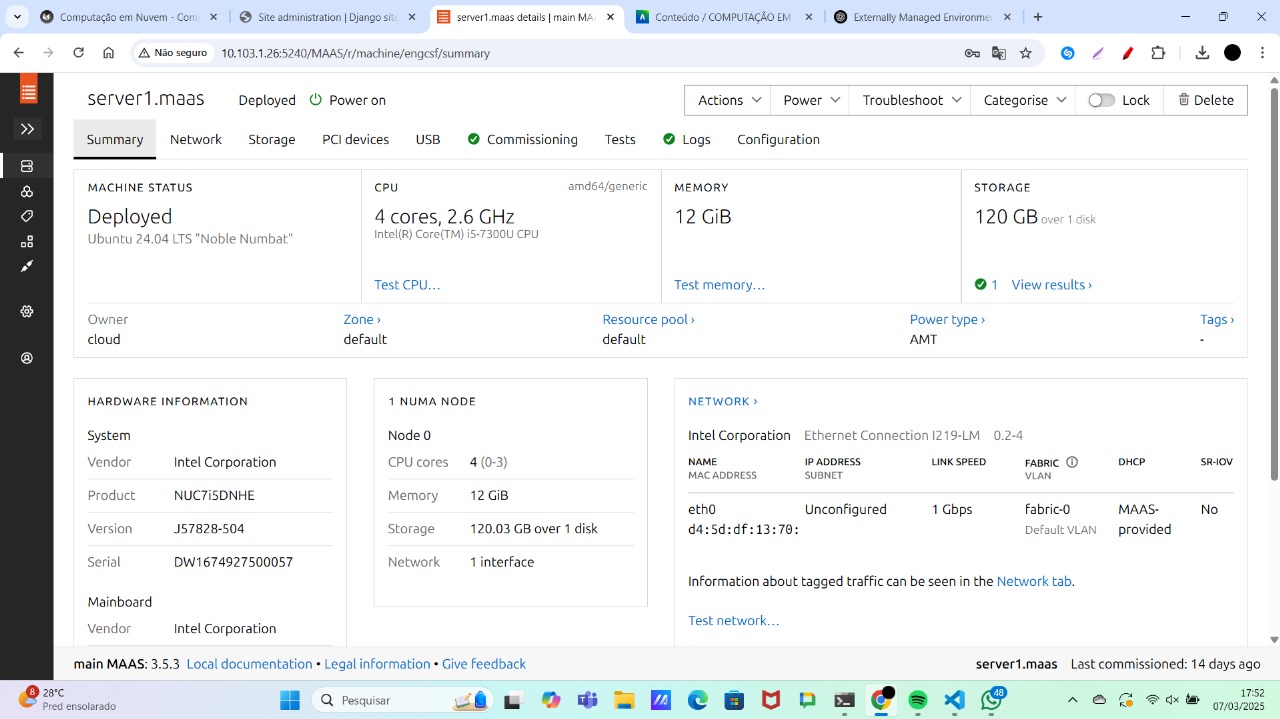 Computação em Nuvem | Tom
Site administration | Django site
server1.maas details | main MAA
Conteúdo / COMPUTAÇÃO EM
Externally Managed Environme
Não seguro
10.103.1.26:5240/MAAS/r/machine/engcsf/summary
server1.maas
Deployed
Power on
Actions
Power
Troubleshoot
Categorise
Lock
Delete
Summary
Network
Storage
PCI devices
USB
Commissioning
Tests
Logs
Configuration
MACHINE STATUS
Deployed
Ubuntu 24.04 LTS "Noble Numbat"
CPU
amd64/generic
4 cores, 2.6 GHz
Intel(R) Core(TM) i5-7300U CPU
Test CPU…
MEMORY
12 GiB
Test memory…
STORAGE
120 GB over 1 disk
1 View results ›
Owner
cloud
Zone ›
default
Resource pool ›
default
Power type ›
AMT
Tags ›
-
HARDWARE INFORMATION
System
Vendor Intel Corporation
Product NUC7i5DNHE
Version J57828-504
Serial DW1674927500057
Mainboard
Vendor Intel Corporation
1 NUMA NODE
Node 0
CPU cores 4 (0-3)
Memory 12 GiB
Storage 120.03 GB over 1 disk
Network 1 interface
NETWORK ›
Intel Corporation Ethernet Connection I219-LM 0.2-4
NAME IP ADDRESS LINK SPEED FABRIC DHCP SR-IOV
MAC ADDRESS SUBNET VLAN
eth0 Unconfigured 1 Gbps fabric-0 MAAS- No
d4:5d:df:13:70: Default VLAN provided
Information about tagged traffic can be seen in the Network tab.
Test network…
main MAAS: 3.5.3 Local documentation • Legal information • Give feedback
server1.maas Last commissioned: 14 days ago
8
28°C
Pred ensolarado
Pesquisar
48
17:52
07/03/2025